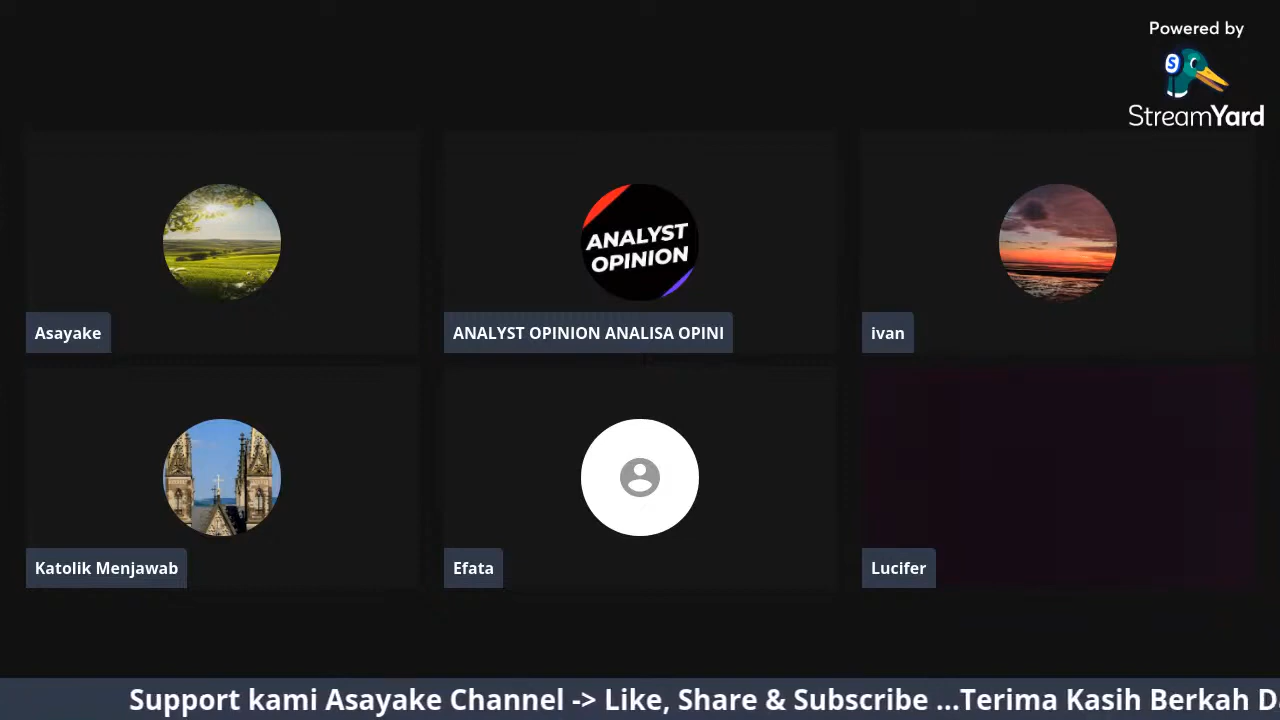 Powered by
S
StreamYard
ANALYST
OPINION
Asayake
ANALYST OPINION ANALISA OPINI
ivan
Katolik Menjawab
Efata
Lucifer
Support kami Asayake Channel -> Like, Share & Subscribe ...Terima Kasih Berkah